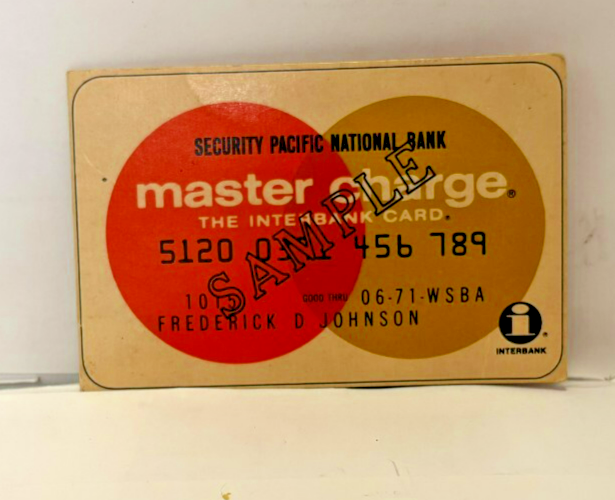 SECURITY PACIFIC NATIONAL BANK
master charge®
THE INTERBANK CARD
5120 456 789
SAMPLE
GOOD THRU 06-71-WSBA
FREDERICK D JOHNSON
i®
INTERBANK